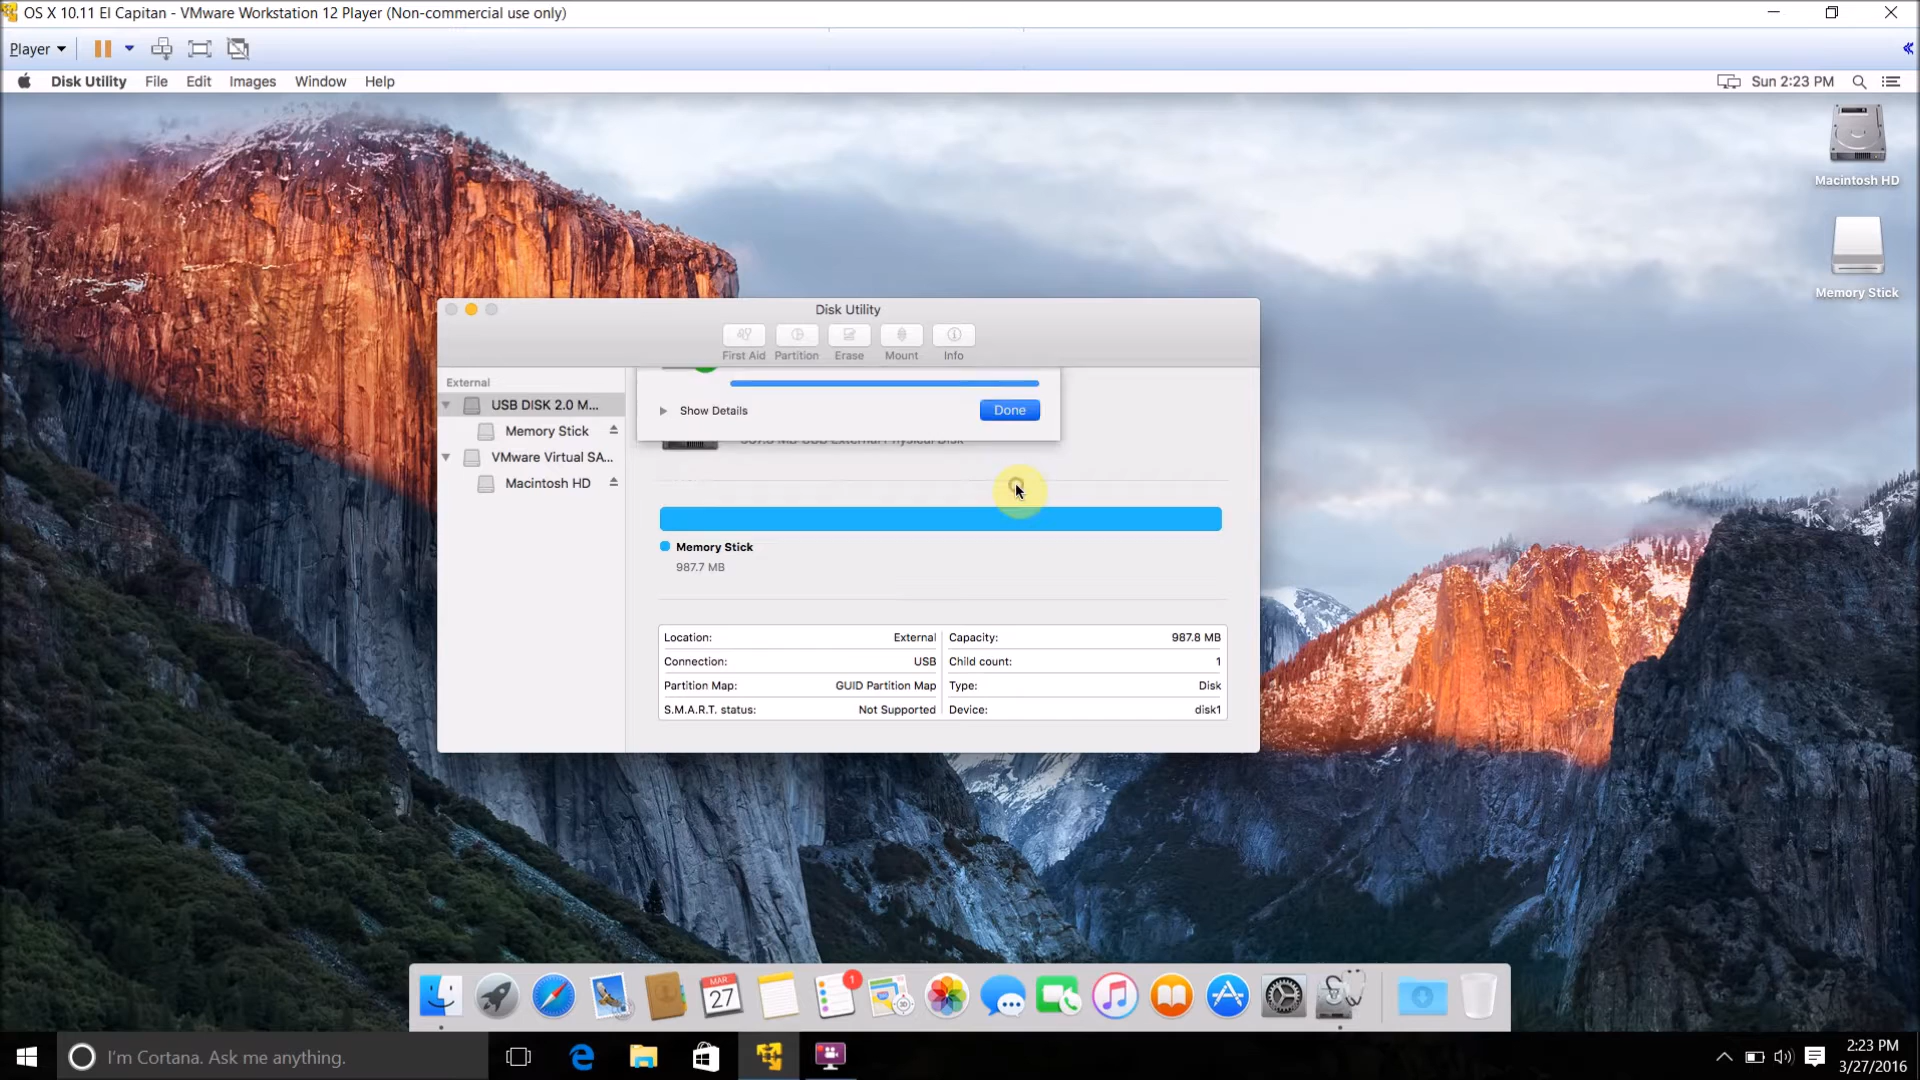 OS X 10.11 El Capitan - VMware Workstation 12 Player (Non-commercial use only)
Player
Disk Utility File Edit Images Window Help
Sun 2:23 PM
Macintosh HD
Memory Stick
Disk Utility
First Aid Partition Erase Mount Info
External
USB DISK 2.0 M...
Memory Stick
VMware Virtual SA...
Macintosh HD
Show Details
Done
Memory Stick
987.7 MB
Location: External
Capacity: 987.8 MB
Connection: USB
Child count: 1
Partition Map: GUID Partition Map
Type: Disk
S.M.A.R.T. status: Not Supported
Device: disk1
MAR
27
1
I'm Cortana. Ask me anything.
2:23 PM
3/27/2016